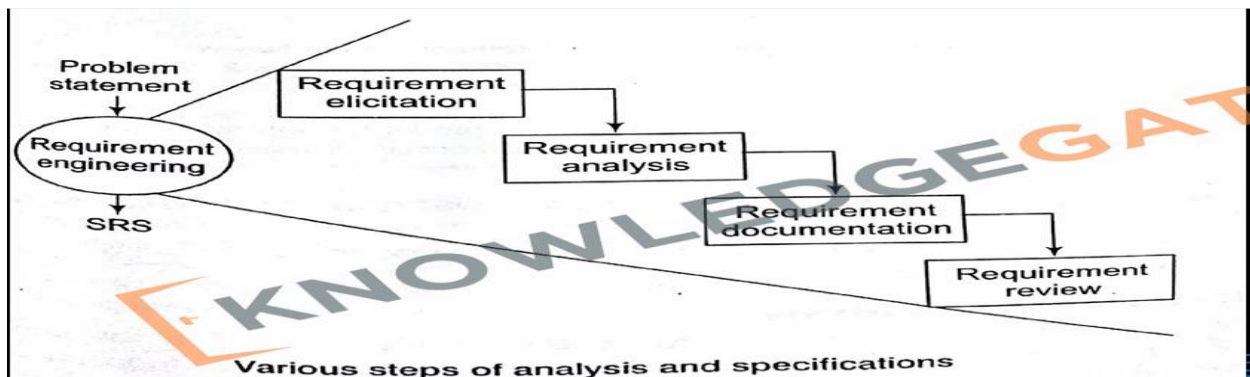 Problem
statement
Requirement
engineering
SRS
Requirement
elicitation
Requirement
analysis
Requirement
documentation
Requirement
review
KNOWLEDGEGAT
Various steps of analysis and specifications